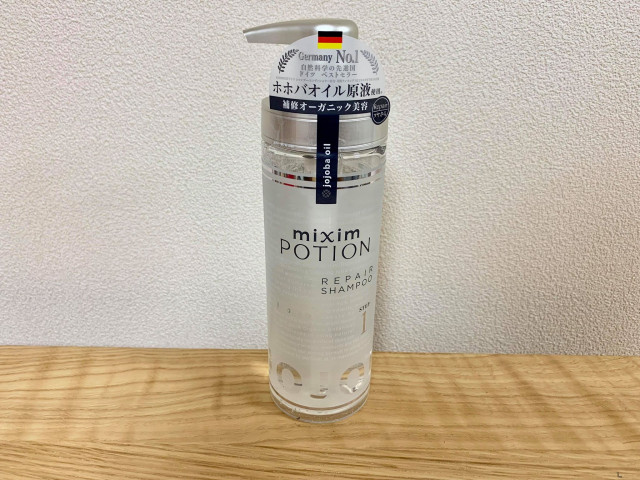 Germany No.1
自然科学の先進国
ドイツ ベストセラー
ホホバオイル原液使用。
補修オーガニック美容
jojoba oil
mixim
POTION
REPAIR
SHAMPOO
STEP
1